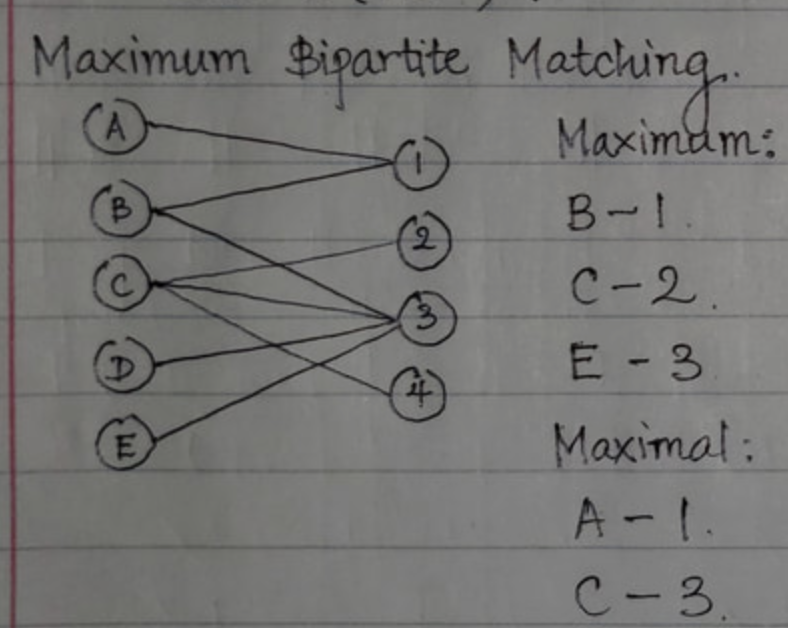 Maximum Bipartite Matching.
A
B
C
D
E
1
2
3
4
Maximum:
B - 1.
C - 2.
E - 3
Maximal:
A - 1.
C - 3.